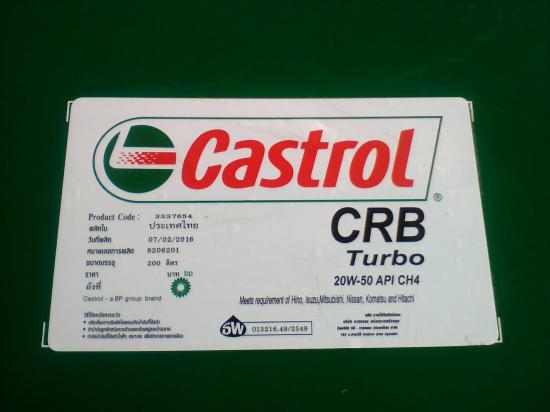 Castrol ®
CRB
Turbo
20W-50 API CH4
Meets requirement of Hino, Isuzu,Mitsubishi, Nissan, Komatsu and Hitachi
Product Code : 3337654
ผลิตใน ประเทศไทย
วันที่ผลิต 07/02/2016
หมายเลขการผลิต 8206201
ขนาดบรรจุ 200 ลิตร
ราคา บาท bp
ถังที่
Castrol - a BP group brand
013216.49/2549